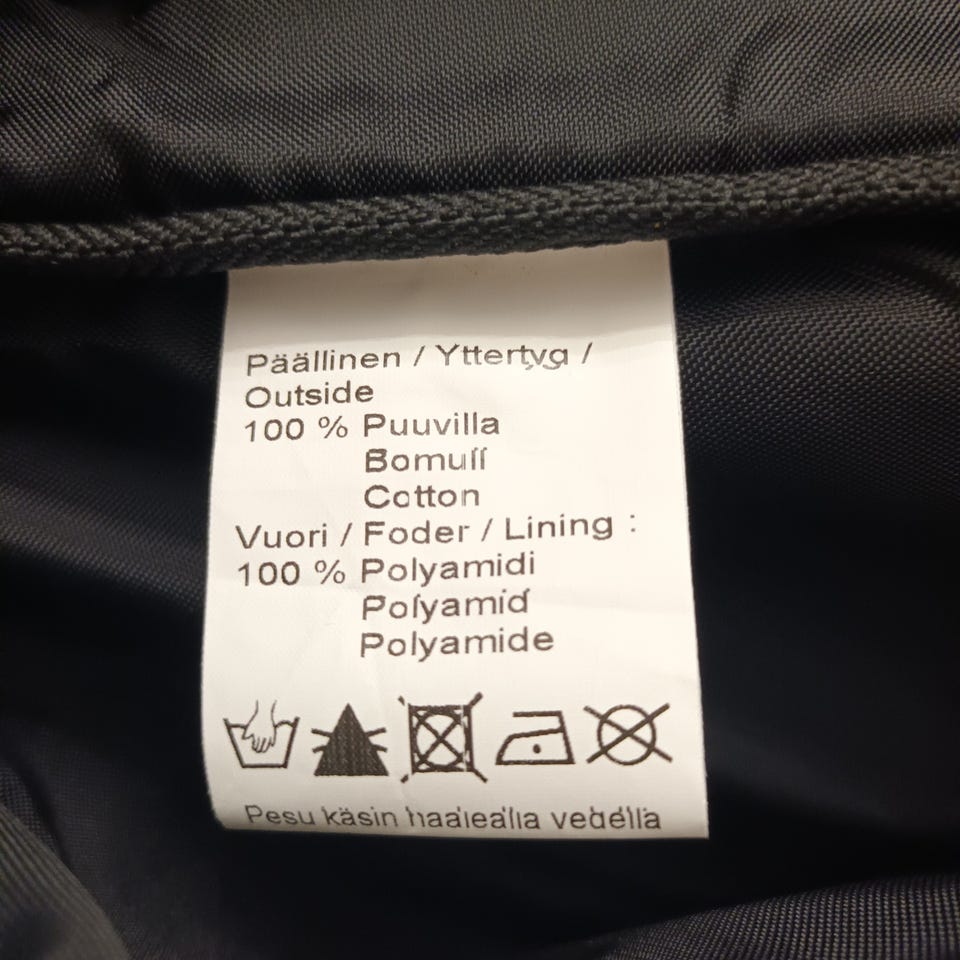 Päällinen / Yttertyg /
Outside
100 % Puuvilla
Bomull
Cotton
Vuori / Foder / Lining :
100 % Polyamidi
Polyamid
Polyamide
Pesu käsin haalealla vedellä